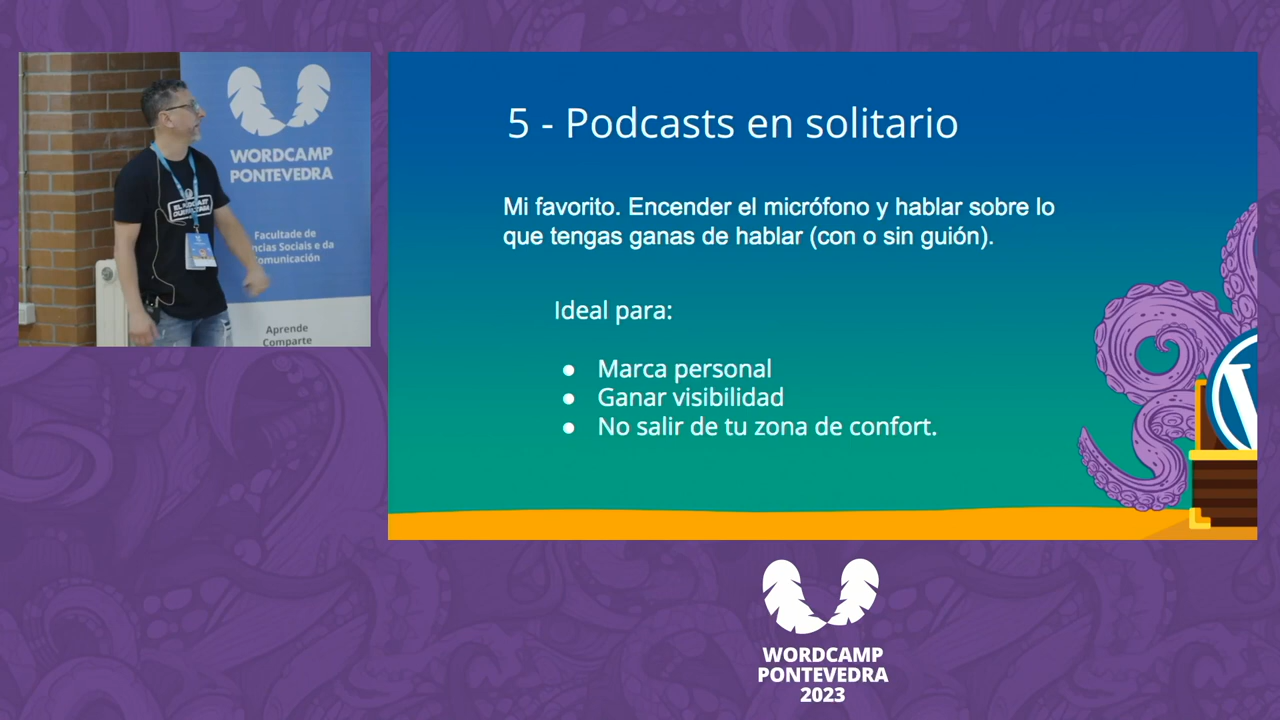 WORDCAMP
PONTEVEDRA
Facultade de
ncias Sociais e da
omunicación
Aprende
Comparte
5 - Podcasts en solitario
Mi favorito. Encender el micrófono y hablar sobre lo
que tengas ganas de hablar (con o sin guión).
Ideal para:
● Marca personal
● Ganar visibilidad
● No salir de tu zona de confort.
WORDCAMP
PONTEVEDRA
2023